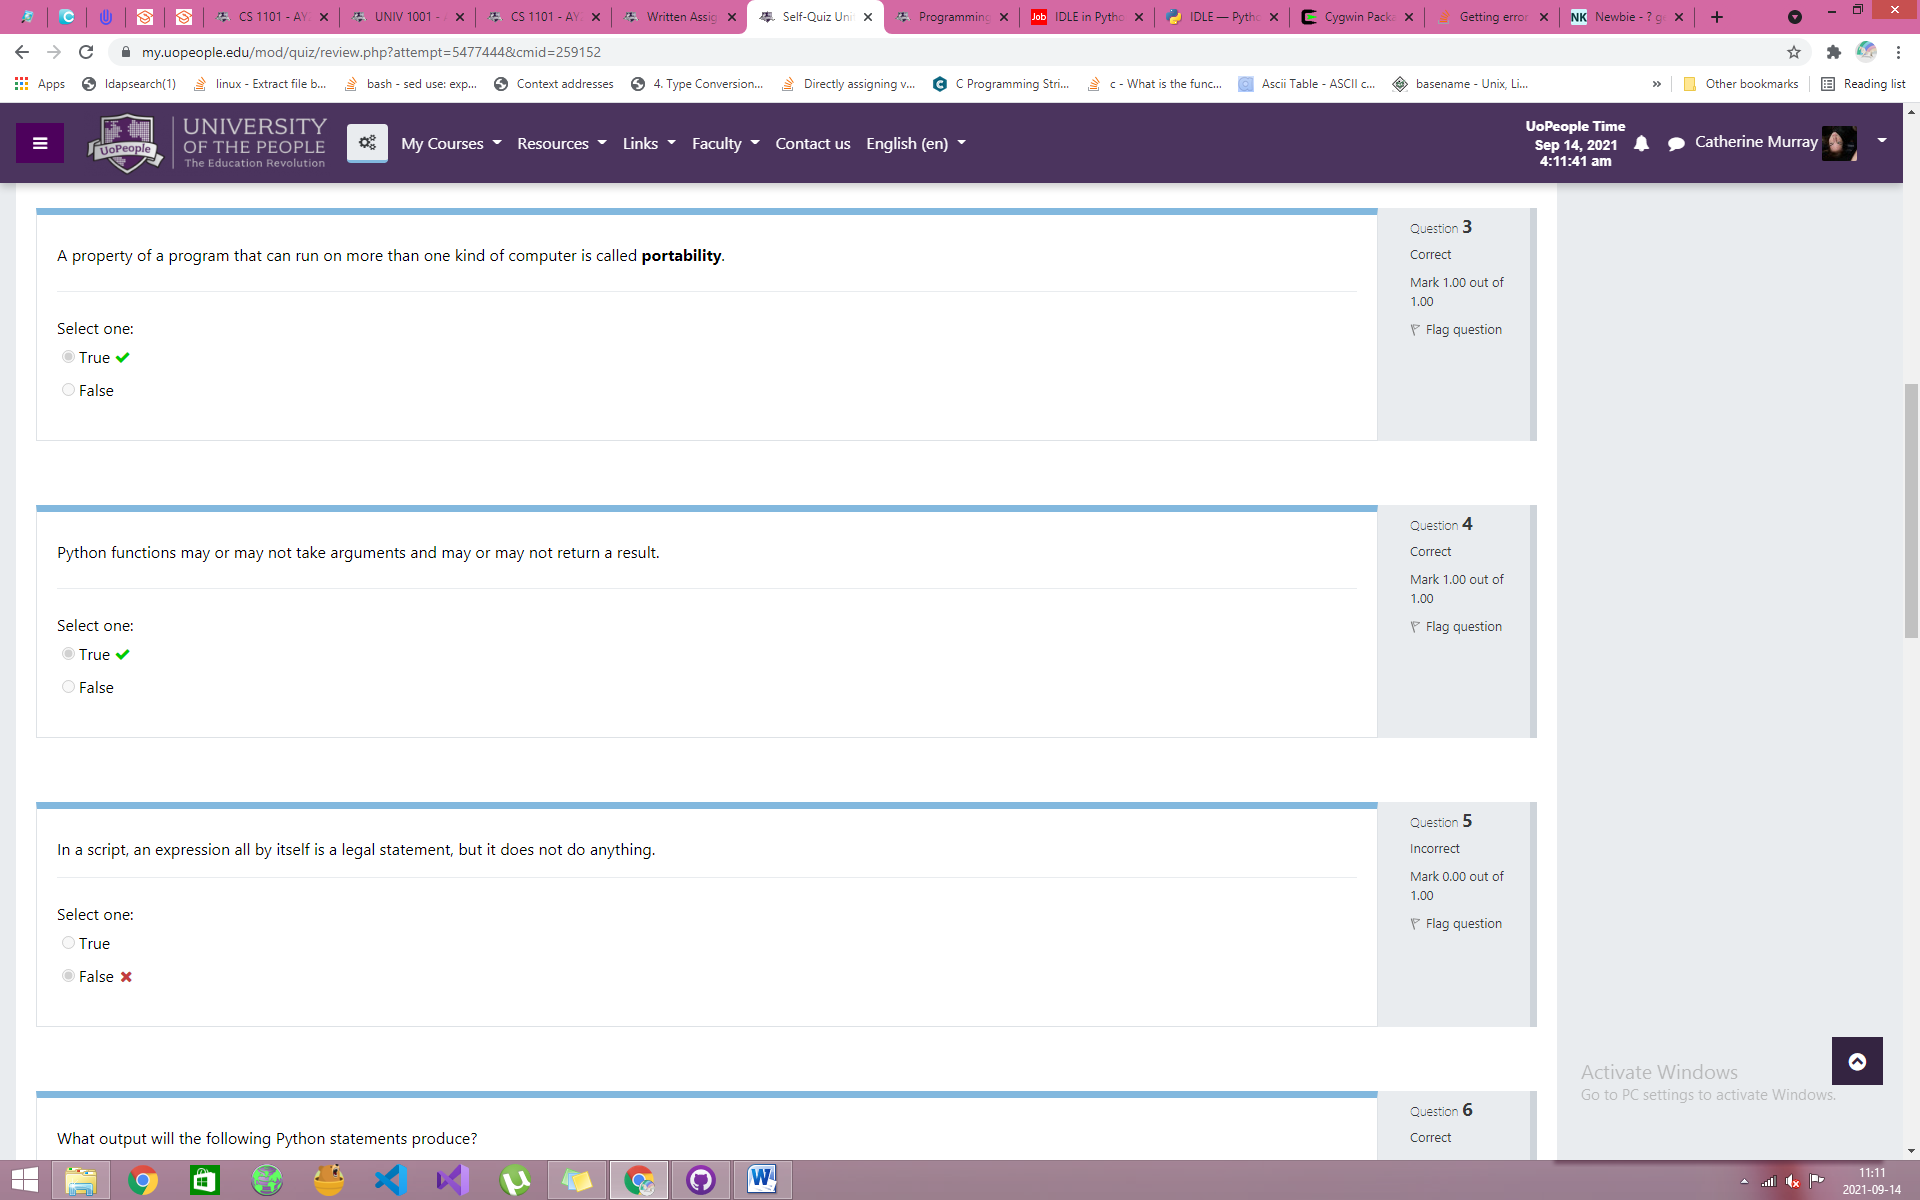 CS 1101 - AY
UNIV 1001 - A
CS 1101 - AY
Written Assig
Self-Quiz Uni
Programming
Job IDLE in Pytho
IDLE — Pytho
Cygwin Packa
Getting error
NK Newbie - ? ge
my.uopeople.edu/mod/quiz/review.php?attempt=5477444&cmid=259152
Apps
ldapsearch(1)
linux - Extract file b...
bash - sed use: exp...
Context addresses
4. Type Conversion...
Directly assigning v...
C Programming Stri...
c - What is the func...
Ascii Table - ASCII c...
basename - Unix, Li...
»
Other bookmarks
Reading list
UoPeople
UNIVERSITY
OF THE PEOPLE
The Education Revolution
My Courses
Resources
Links
Faculty
Contact us
English (en)
UoPeople Time
Sep 14, 2021
4:11:41 am
Catherine Murray
A property of a program that can run on more than one kind of computer is called portability.
Select one:
True
False
Question 3
Correct
Mark 1.00 out of
1.00
Flag question
Python functions may or may not take arguments and may or may not return a result.
Select one:
True
False
Question 4
Correct
Mark 1.00 out of
1.00
Flag question
In a script, an expression all by itself is a legal statement, but it does not do anything.
Select one:
True
False
Question 5
Incorrect
Mark 0.00 out of
1.00
Flag question
What output will the following Python statements produce?
Question 6
Correct
Activate Windows
Go to PC settings to activate Windows.
11:11
2021-09-14